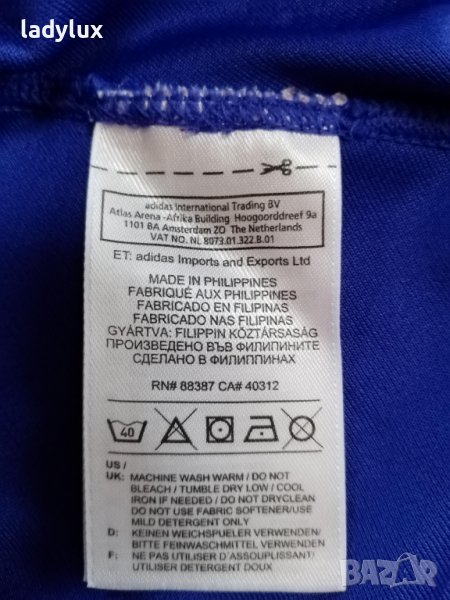 ladylux
adidas International Trading BV
Atlas Arena -Afrika Building Hoogoorddreef 9a
1101 BA Amsterdam ZO The Netherlands
VAT NO. NL 8073.01.322.B.01
ET: adidas Imports and Exports Ltd
MADE IN PHILIPPINES
FABRIQUÉ AUX PHILIPPINES
FABRICADO EN FILIPINAS
FABRICADO NAS FILIPINAS
GYÁRTVA: FILIPPIN KÖZTÁRSASÁG
ПРОИЗВЕДЕНО ВЪВ ФИЛИПИНИТЕ
СДЕЛАНО В ФИЛИППИНАХ
RN# 88387 CA# 40312
40
US /
UK: MACHINE WASH WARM / DO NOT
BLEACH / TUMBLE DRY LOW / COOL
IRON IF NEEDED / DO NOT DRYCLEAN
DO NOT USE FABRIC SOFTENER/USE
MILD DETERGENT ONLY
D: KEINEN WEICHSPUELER VERWENDEN/
BITTE FEINWASCHMITTEL VERWENDEN
F: NE PAS UTILISER D'ASSOUPLISSANT/
UTILISER DETERGENT DOUX
BAZAR